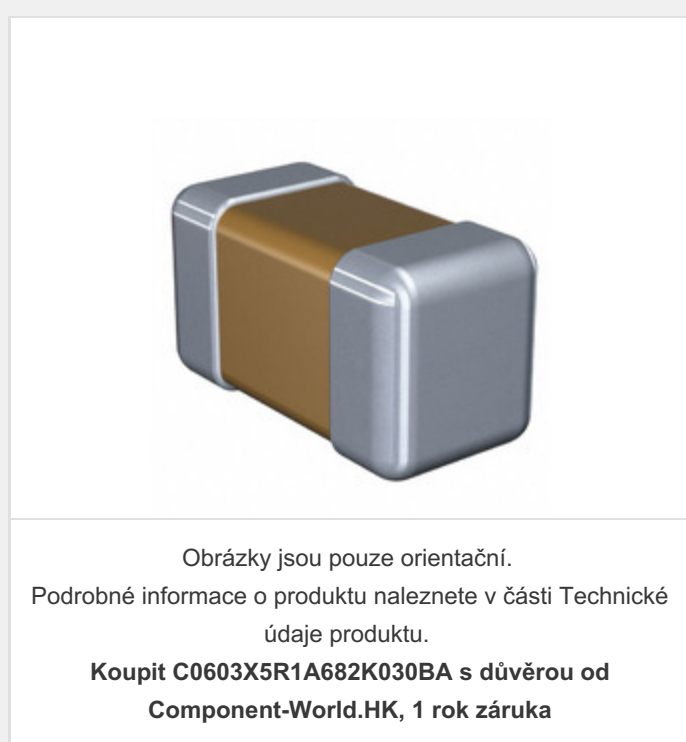 Obrázky jsou pouze orientační.
Podrobné informace o produktu naleznete v části Technické
údaje produktu.
Koupit C0603X5R1A682K030BA s důvěrou od
Component-World.HK, 1 rok záruka